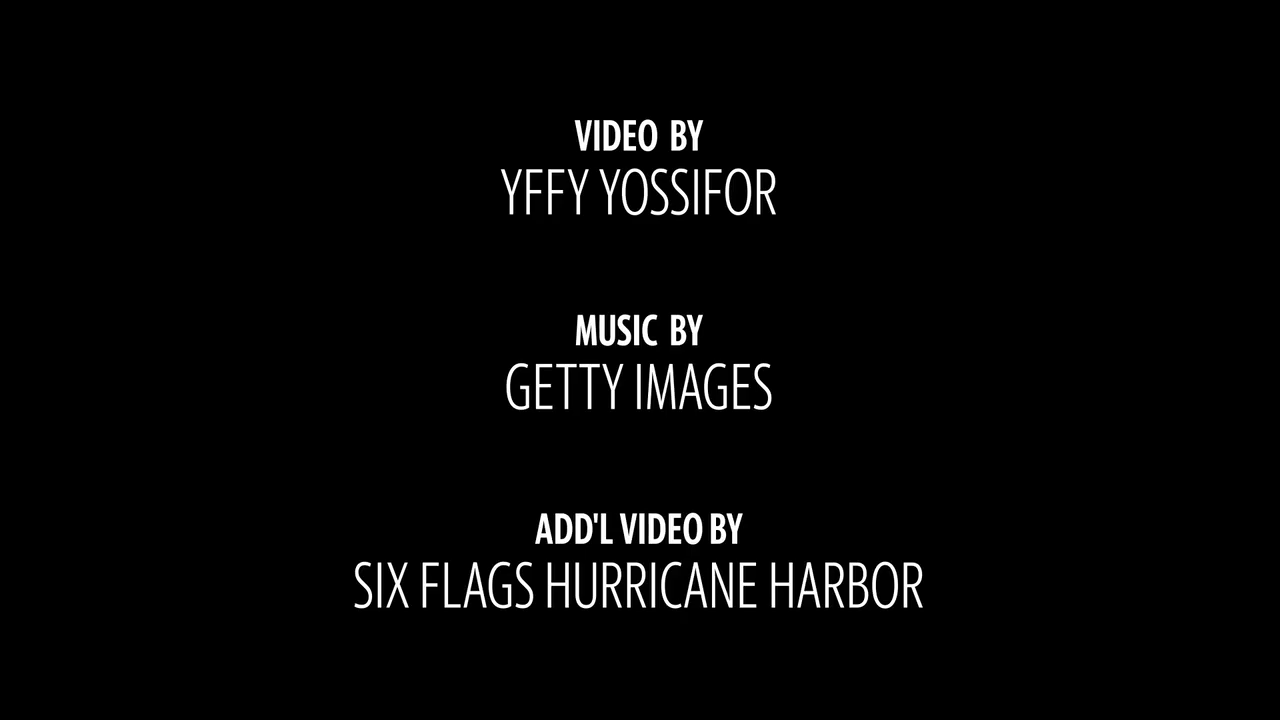 VIDEO BY
YFFY YOSSIFOR
MUSIC BY
GETTY IMAGES
ADD'L VIDEO BY
SIX FLAGS HURRICANE HARBOR